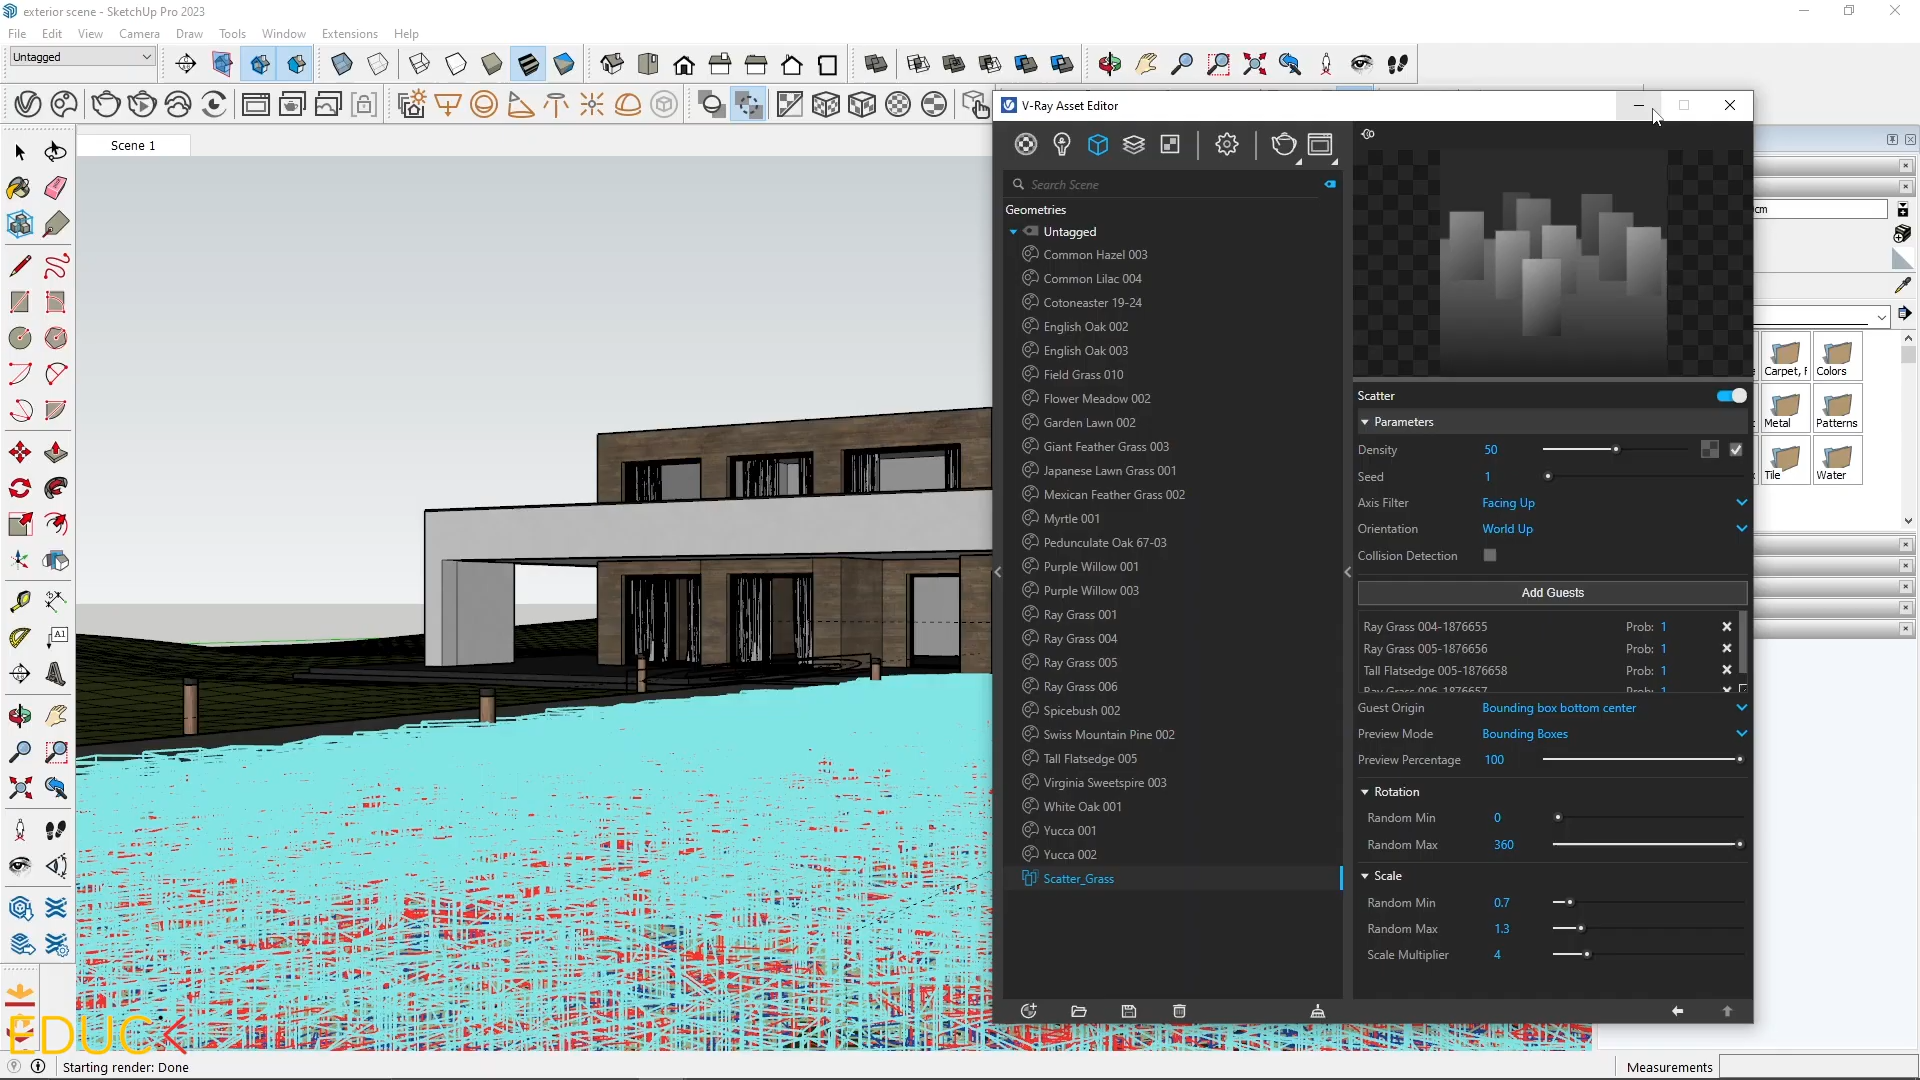 exterior scene - SketchUp Pro 2023
File Edit View Camera Draw Tools Window Extensions Help
Untagged
Scene 1
V-Ray Asset Editor
Search Scene
Geometries
Untagged
Common Hazel 003
Common Lilac 004
Cotoneaster 19-24
English Oak 002
English Oak 003
Field Grass 010
Flower Meadow 002
Garden Lawn 002
Giant Feather Grass 003
Japanese Lawn Grass 001
Mexican Feather Grass 002
Myrtle 001
Pedunculate Oak 67-03
Purple Willow 001
Purple Willow 003
Ray Grass 001
Ray Grass 004
Ray Grass 005
Ray Grass 006
Spicebush 002
Swiss Mountain Pine 002
Tall Flatsedge 005
Virginia Sweetspire 003
White Oak 001
Yucca 001
Yucca 002
Scatter_Grass
Scatter
Parameters
Density 50
Seed 1
Axis Filter Facing Up
Orientation World Up
Collision Detection
Add Guests
Ray Grass 004-1876655 Prob: 1
Ray Grass 005-1876656 Prob: 1
Tall Flatsedge 005-1876658 Prob: 1
Ray Grass 006-1876657 Prob: 1
Guest Origin Bounding box bottom center
Preview Mode Bounding Boxes
Preview Percentage 100
Rotation
Random Min 0
Random Max 360
Scale
Random Min 0.7
Random Max 1.3
Scale Multiplier 4
cm
Carpet, F Colors
Metal Patterns
Tile Water
A1
EDUC
Starting render: Done
Measurements